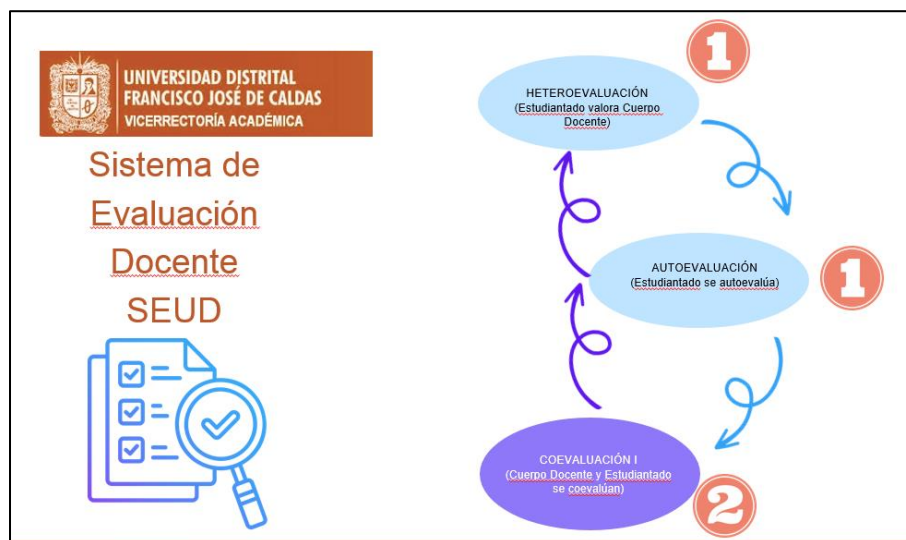 UNIVERSIDAD DISTRITAL
FRANCISCO JOSÉ DE CALDAS
VICERRECTORÍA ACADÉMICA
Sistema de
Evaluación
Docente
SEUD
1
HETEROEVALUACIÓN
(Estudiantado valora Cuerpo
Docente)
AUTOEVALUACIÓN
(Estudiantado se autoevalúa)
1
COEVALUACIÓN I
(Cuerpo Docente y Estudiantado
se coevalúan)
2